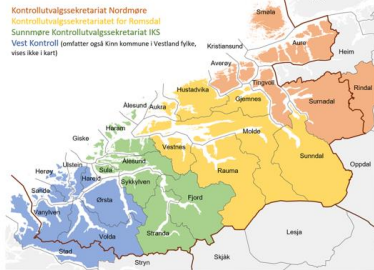 Kontrollutvalgssekretariat Nordmøre
Kontrollutvalgssekretariatet for Romsdal
Sunnmøre Kontrollutvalgssekretariat IKS
Vest Kontroll (omfatter også Kinn kommune i Vestland fylke,
vises ikke i kart)
Smøla
Kristiansund
Aure
Heim
Averøy
Tingvoll
Rindal
Hustadvika
Gjemnes
Surnadal
Ålesund
Aukra
Molde
Haram
Giske
Vestnes
Sunndal
Oppdal
Ulstein
Ålesund
Herøy
Sula
Rauma
Hareid
Sykkylven
Sande
Ørsta
Fjord
Vanylven
Lesja
Volda
Stranda
Stad
Stryn
Skjåk